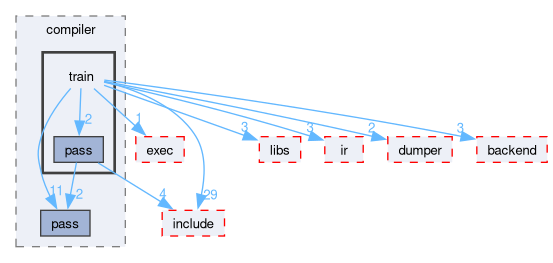 compiler
train
2
1
3
3
2
3
pass
exec
libs
ir
dumper
backend
11
2
4
29
pass
include